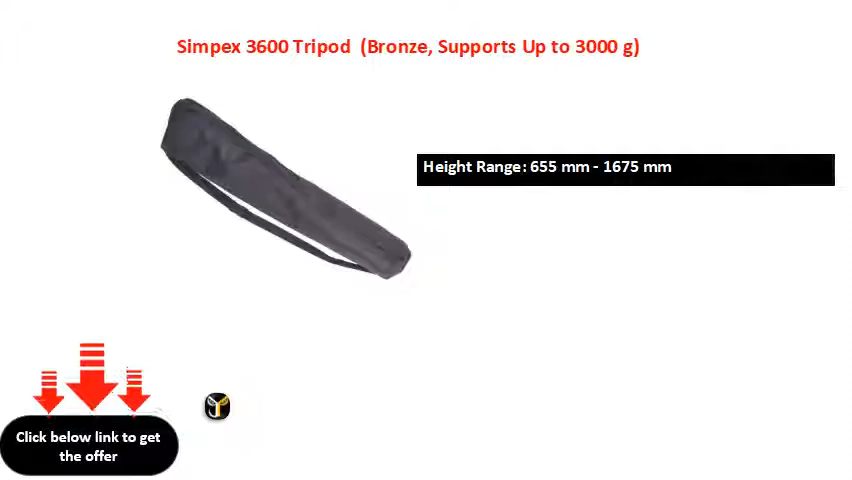 Simpex 3600 Tripod (Bronze, Supports Up to 3000 g)
Height Range: 655 mm - 1675 mm
Click below link to get
the offer